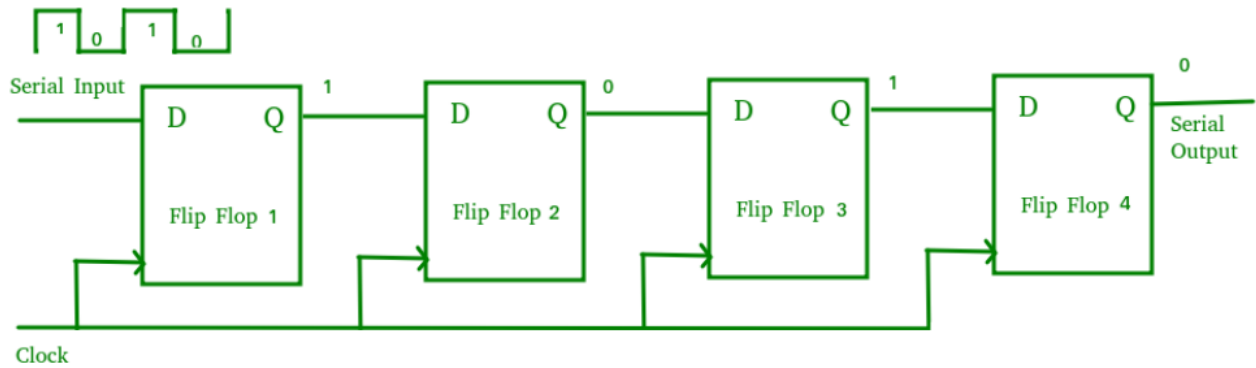 1 0 1 0
Serial Input
1
0
1
0
D Q
D Q
D Q
D Q
Serial
Output
Flip Flop 1
Flip Flop 2
Flip Flop 3
Flip Flop 4
Clock